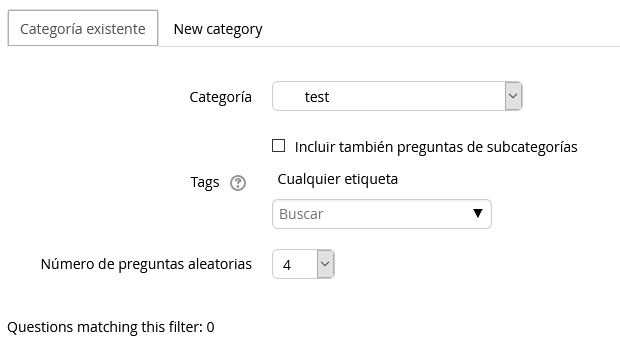 Categoría existente New category
Categoría test
Incluir también preguntas de subcategorías
Tags ? Cualquier etiqueta
Buscar
Número de preguntas aleatorias 4
Questions matching this filter: 0